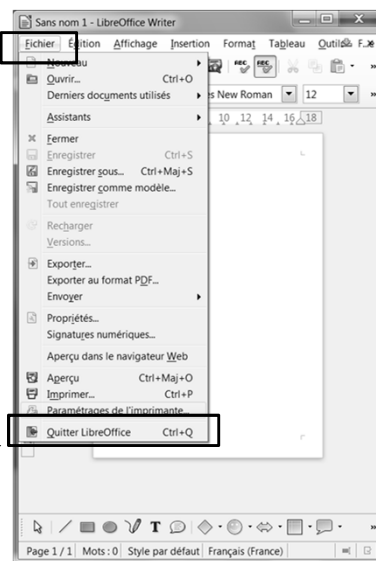 Sans nom 1 - LibreOffice Writer
Fichier Édition Affichage Insertion Format Tableau Outils F...
Nouveau
Ouvrir... Ctrl+O
Derniers documents utilisés
s New Roman 12
Assistants
10 12 14 16 18
Fermer
Enregistrer Ctrl+S
Enregistrer sous... Ctrl+Maj+S
Enregistrer comme modèle...
Tout enregistrer
Recharger
Versions...
Exporter...
Exporter au format PDF...
Envoyer
Propriétés...
Signatures numériques...
Aperçu dans le navigateur Web
Aperçu Ctrl+Maj+O
Imprimer... Ctrl+P
Paramétrages de l'imprimante...
Quitter LibreOffice Ctrl+Q
Page 1 / 1 Mots : 0 Style par défaut Français (France)